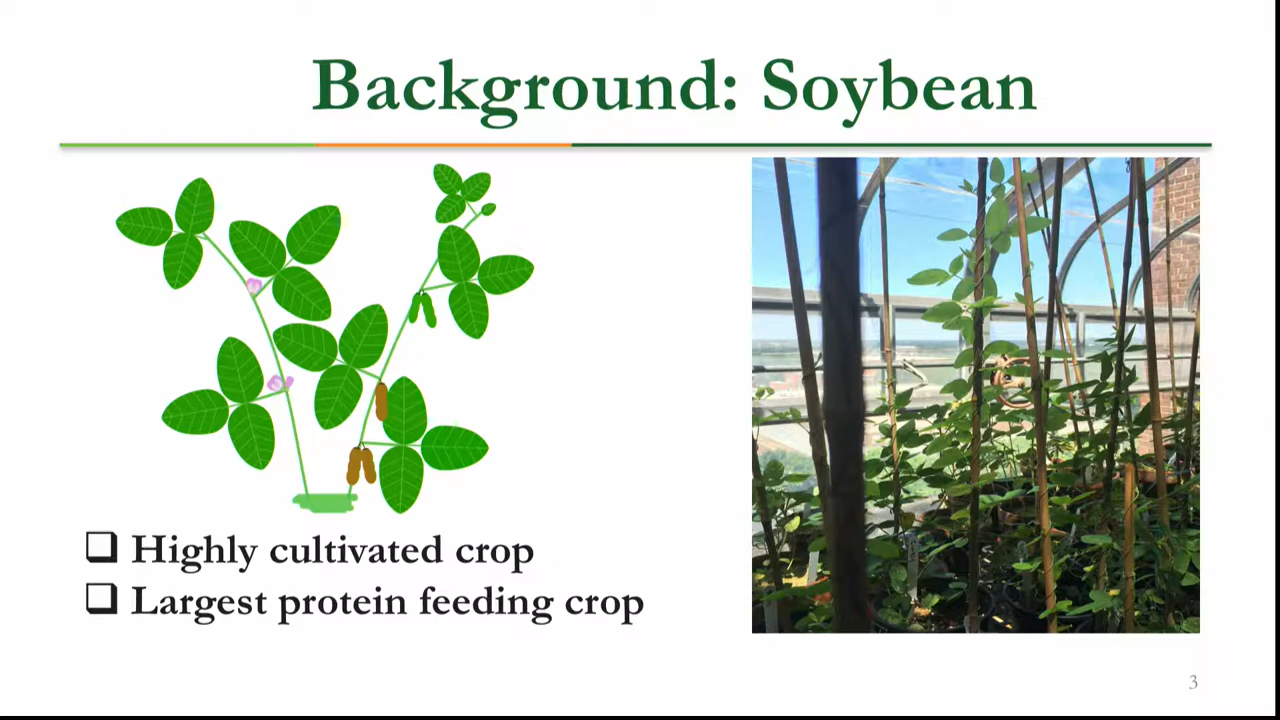 Background: Soybean
Highly cultivated crop
Largest protein feeding crop
3